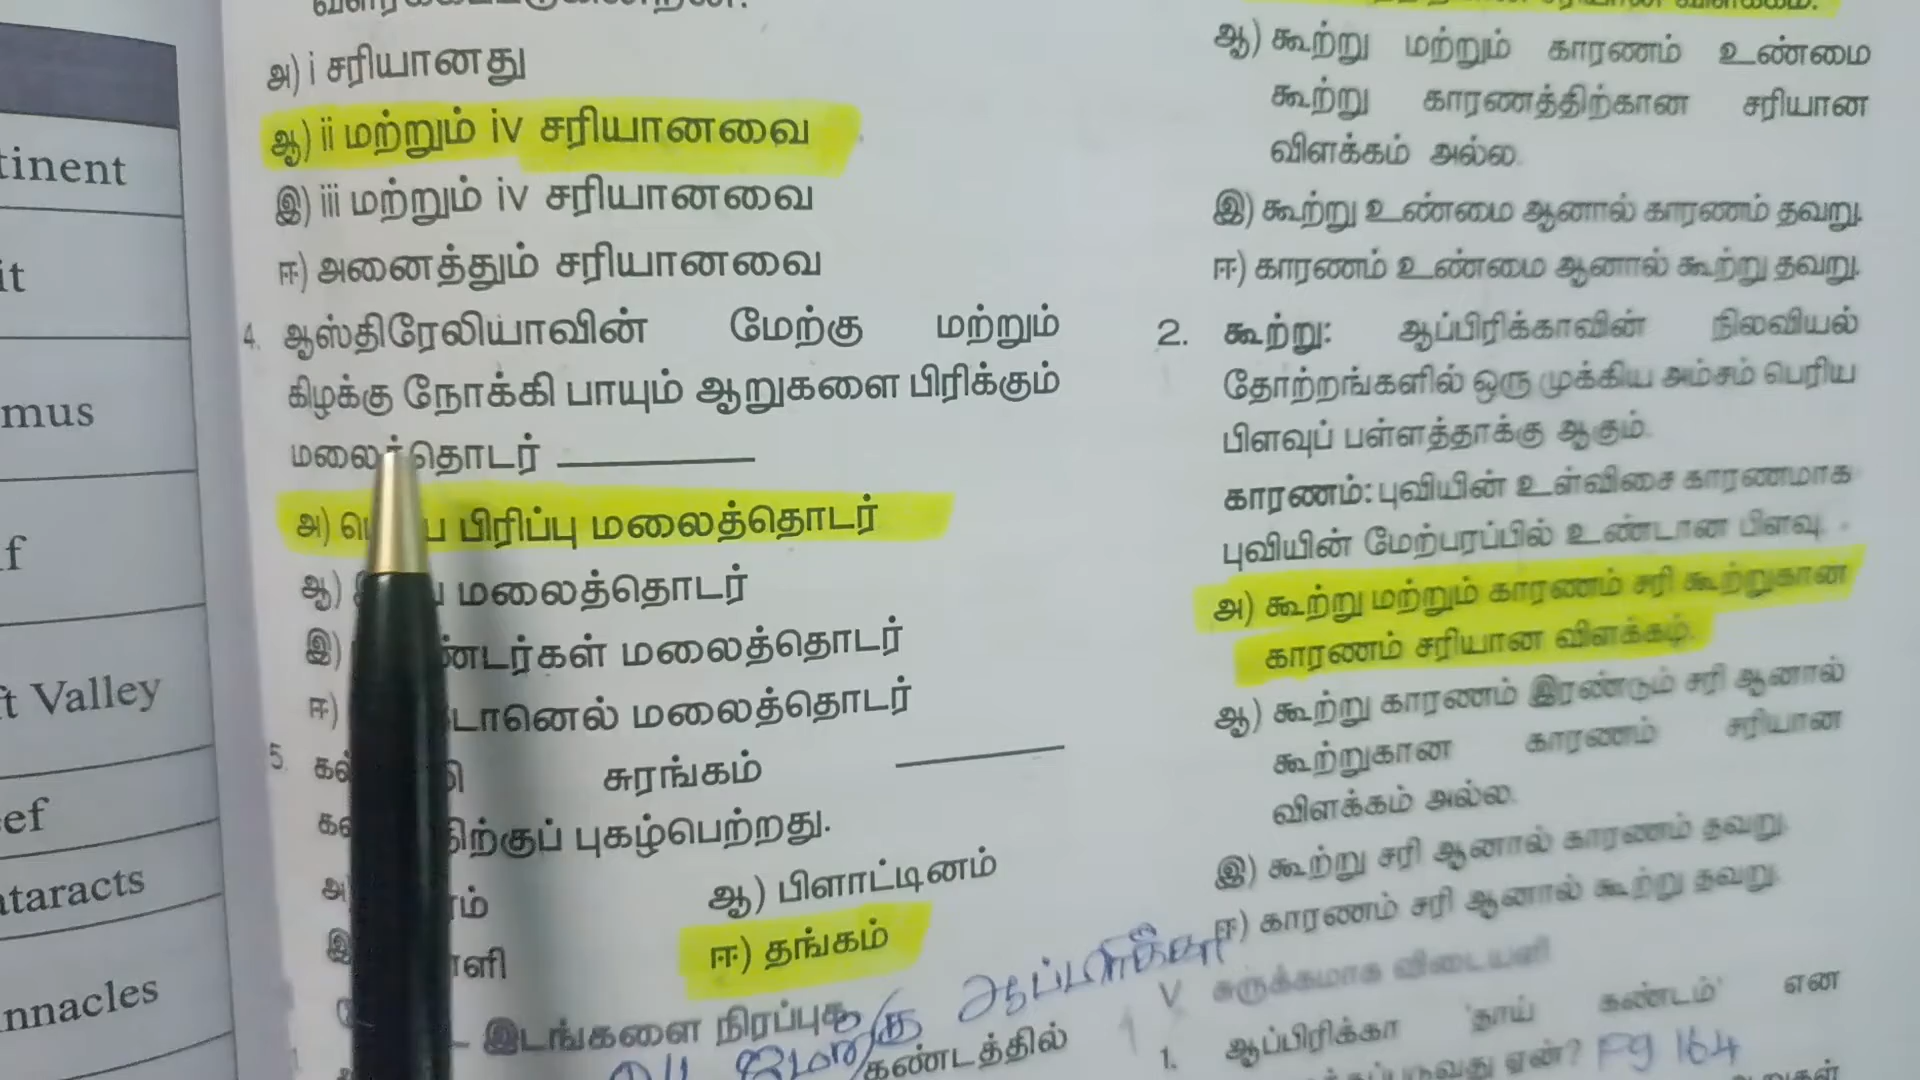 tinent
it
mus
f
t Valley
ef
ataracts
nnacles
அ) i சரியானது
ஆ) ii மற்றும் iv சரியானவை
இ) iii மற்றும் iv சரியானவை
ஈ) அனைத்தும் சரியானவை
4. ஆஸ்திரேலியாவின் மேற்கு மற்றும்
கிழக்கு நோக்கி பாயும் ஆறுகளை பிரிக்கும்
மலைத்தொடர் ________
அ) பிரிப்பு மலைத்தொடர்
ஆ) மலைத்தொடர்
இ) மலைத்தொடர்
ஈ) மலைத்தொடர்
5. சுரங்கம் ________
புகழ்பெற்றது.
ஆ) பிளாட்டினம்
ஈ) தங்கம்
இடங்களை நிரப்புக
கண்டத்தில்
ஆப்பரிக்கா
ஆ) கூற்று மற்றும் காரணம் உண்மை
கூற்று காரணத்திற்கான சரியான
விளக்கம் அல்ல.
இ) கூற்று உண்மை ஆனால் காரணம் தவறு.
ஈ) காரணம் உண்மை ஆனால் கூற்று தவறு.
2. கூற்று: ஆப்பிரிக்காவின் நிலவியல்
தோற்றங்களில் ஒரு முக்கிய அம்சம் பெரிய
பிளவுப் பள்ளத்தாக்கு ஆகும்.
காரணம்: புவியின் உள்விசை காரணமாக
புவியின் மேற்பரப்பில் உண்டான பிளவு.
அ) கூற்று மற்றும் காரணம் சரி கூற்றுகான
காரணம் சரியான விளக்கம்.
ஆ) கூற்று காரணம் இரண்டும் சரி ஆனால்
கூற்றுகான காரணம் சரியான
விளக்கம் அல்ல.
இ) கூற்று சரி ஆனால் காரணம் தவறு.
ஈ) காரணம் சரி ஆனால் கூற்று தவறு.
V சுருக்கமாக விடையளி
1. ஆப்பிரிக்கா 'தாய் கண்டம்' என
ஏன்? Pg 164